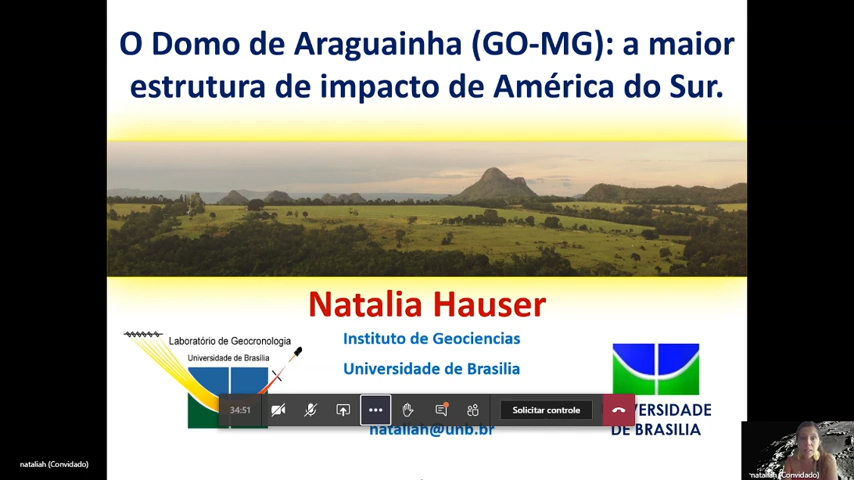 O Domo de Araguainha (GO-MG): a maior
estrutura de impacto de América do Sur.
Natalia Hauser
Laboratório de Geocronologia
Universidade de Brasilia
Instituto de Geociencias
Universidade de Brasilia
34:51
Solicitar controle
nataliah@unb.br
DE BRASILIA
nataliah (Convidado)
nataliah (Convidado)